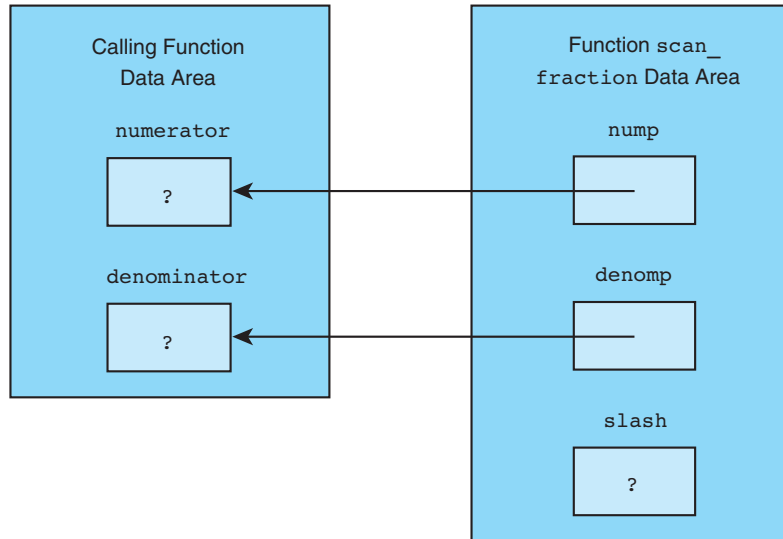 Calling Function
Data Area
numerator
?
denominator
?
Function scan_
fraction Data Area
nump
denomp
slash
?